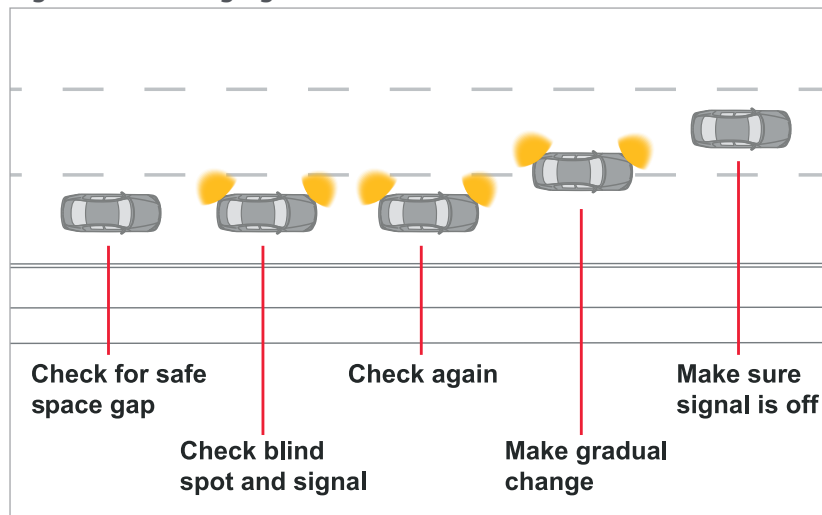 Check for safe
space gap
Check blind
spot and signal
Check again
Make gradual
change
Make sure
signal is off